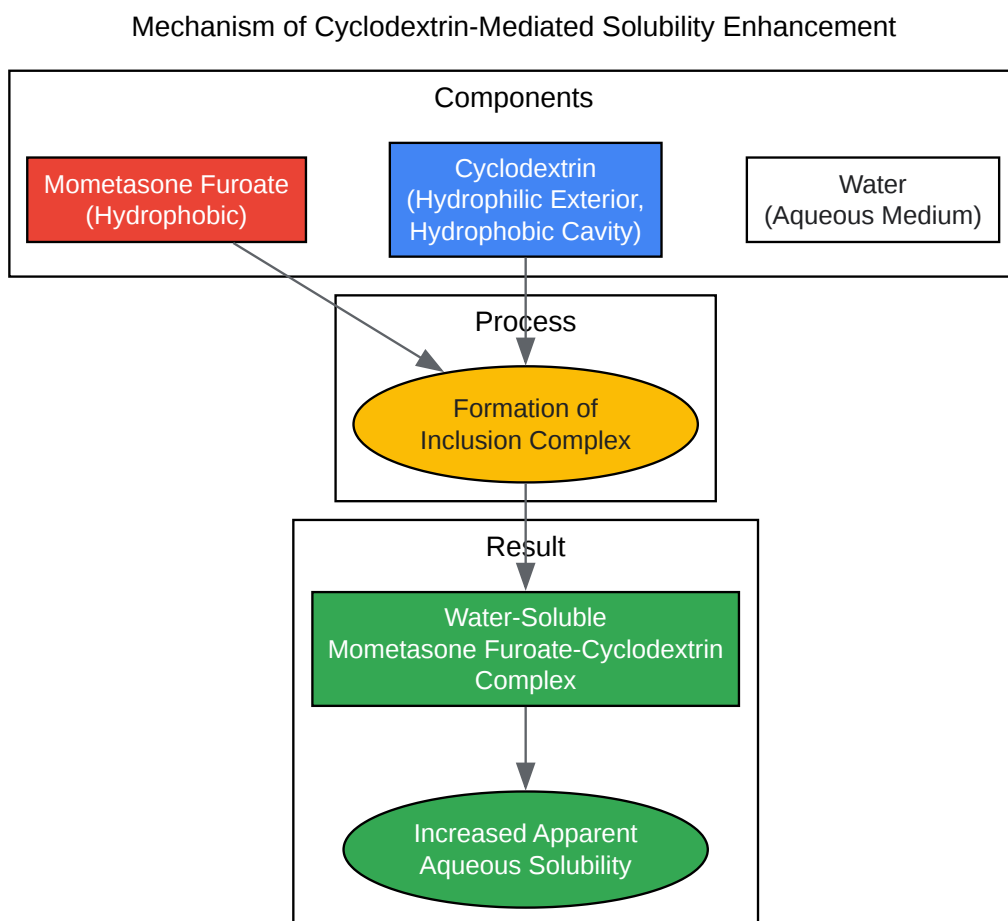 Mechanism of Cyclodextrin-Mediated Solubility Enhancement
Components
Mometasone Furoate
(Hydrophobic)
Cyclodextrin
(Hydrophilic Exterior,
Hydrophobic Cavity)
Water
(Aqueous Medium)
Process
Formation of
Inclusion Complex
Result
Water-Soluble
Mometasone Furoate-Cyclodextrin
Complex
Increased Apparent
Aqueous Solubility